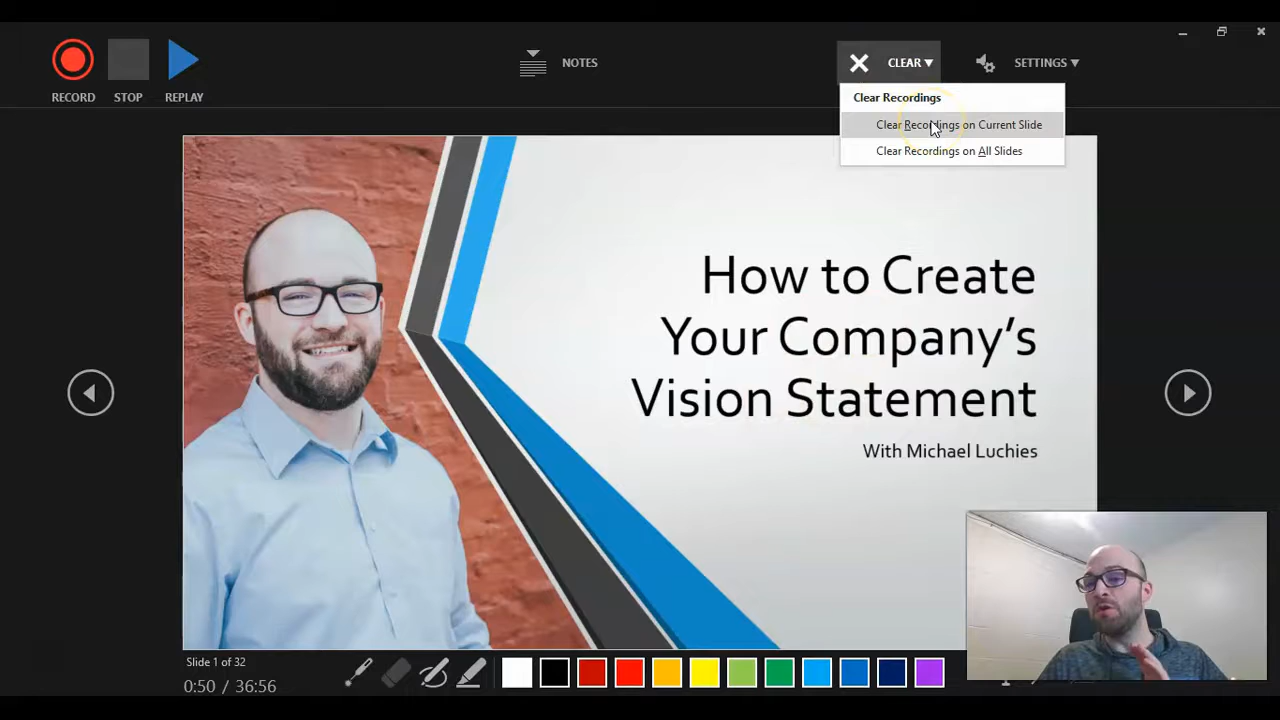 RECORD
STOP
REPLAY
NOTES
CLEAR
SETTINGS
Clear Recordings
Clear Recordings on Current Slide
Clear Recordings on All Slides
How to Create
Your Company's
Vision Statement
With Michael Luchies
Slide 1 of 32
0:50 / 36:56